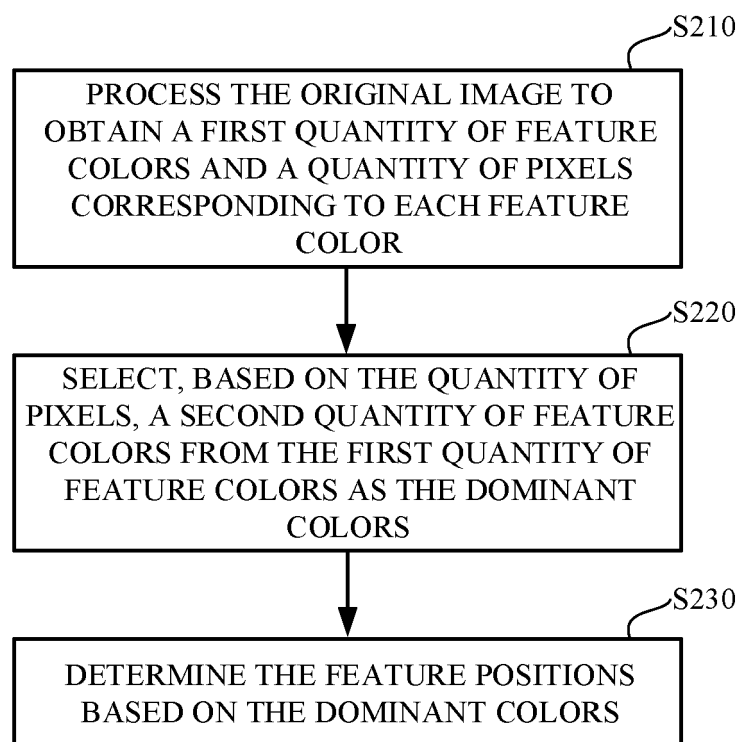 S210
PROCESS THE ORIGINAL IMAGE TO
OBTAIN A FIRST QUANTITY OF FEATURE
COLORS AND A QUANTITY OF PIXELS
CORRESPONDING TO EACH FEATURE
COLOR
S220
SELECT, BASED ON THE QUANTITY OF
PIXELS, A SECOND QUANTITY OF FEATURE
COLORS FROM THE FIRST QUANTITY OF
FEATURE COLORS AS THE DOMINANT
COLORS
S230
DETERMINE THE FEATURE POSITIONS
BASED ON THE DOMINANT COLORS